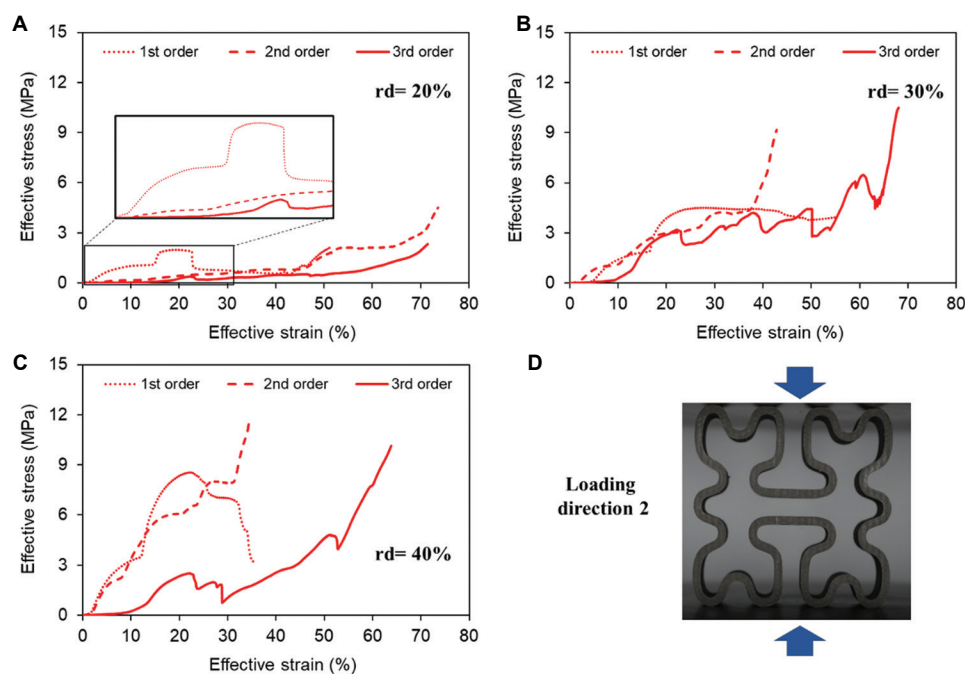 A
Effective stress (MPa)
15
12
9
6
3
0
1st order
2nd order
3rd order
rd= 20%
0 10 20 30 40 50 60 70 80
Effective strain (%)
B
Effective stress (MPa)
15
12
9
6
3
0
1st order
2nd order
3rd order
rd= 30%
0 10 20 30 40 50 60 70 80
Effective strain (%)
C
Effective stress (MPa)
15
12
9
6
3
0
1st order
2nd order
3rd order
rd= 40%
0 10 20 30 40 50 60 70 80
Effective strain (%)
D
Loading
direction 2